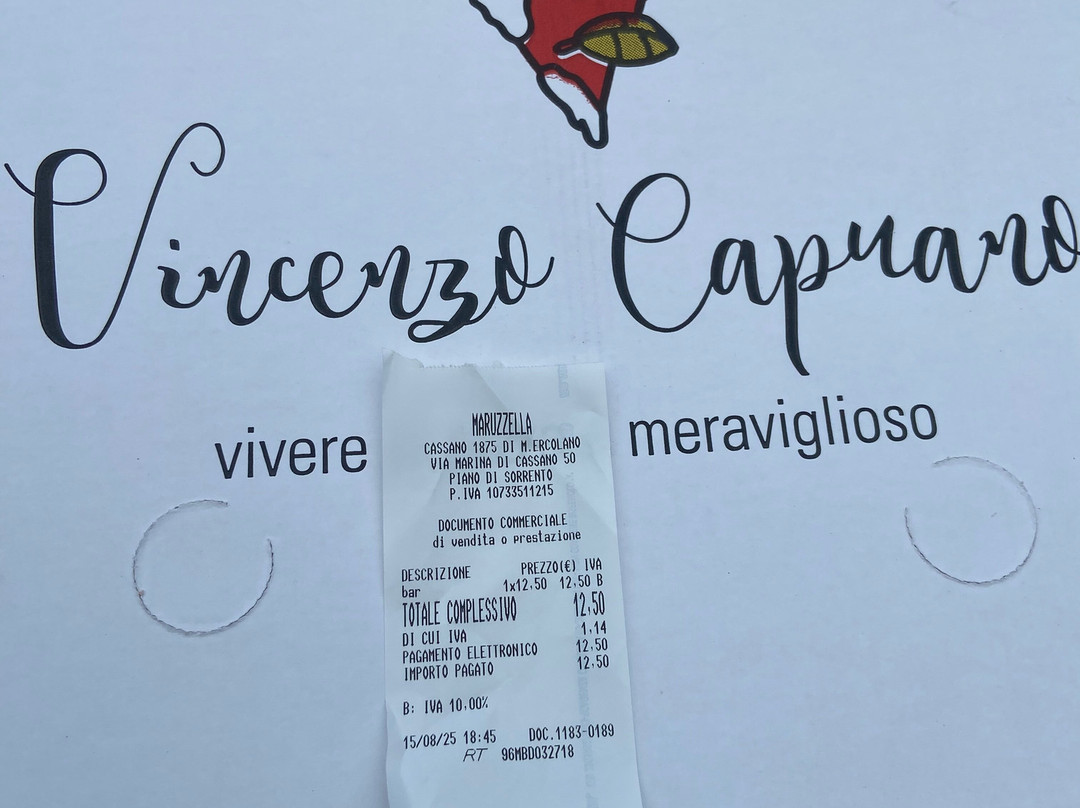 Vincenzo Capuano
vivere meraviglioso
MARUZZELLA
CASSANO 1875 DI M.ERCOLANO
VIA MARINA DI CASSANO 50
PIANO DI SORRENTO
P.IVA 10733511215
DOCUMENTO COMMERCIALE
di vendita o prestazione
DESCRIZIONE PREZZO(€) IVA
bar 1x12,50 12,50 B
TOTALE COMPLESSIVO 12,50
DI CUI IVA 1,14
PAGAMENTO ELETTRONICO 12,50
IMPORTO PAGATO 12,50
B: IVA 10,00%
15/08/25 18:45 DOC.1183-0189
RT 96MBD032718